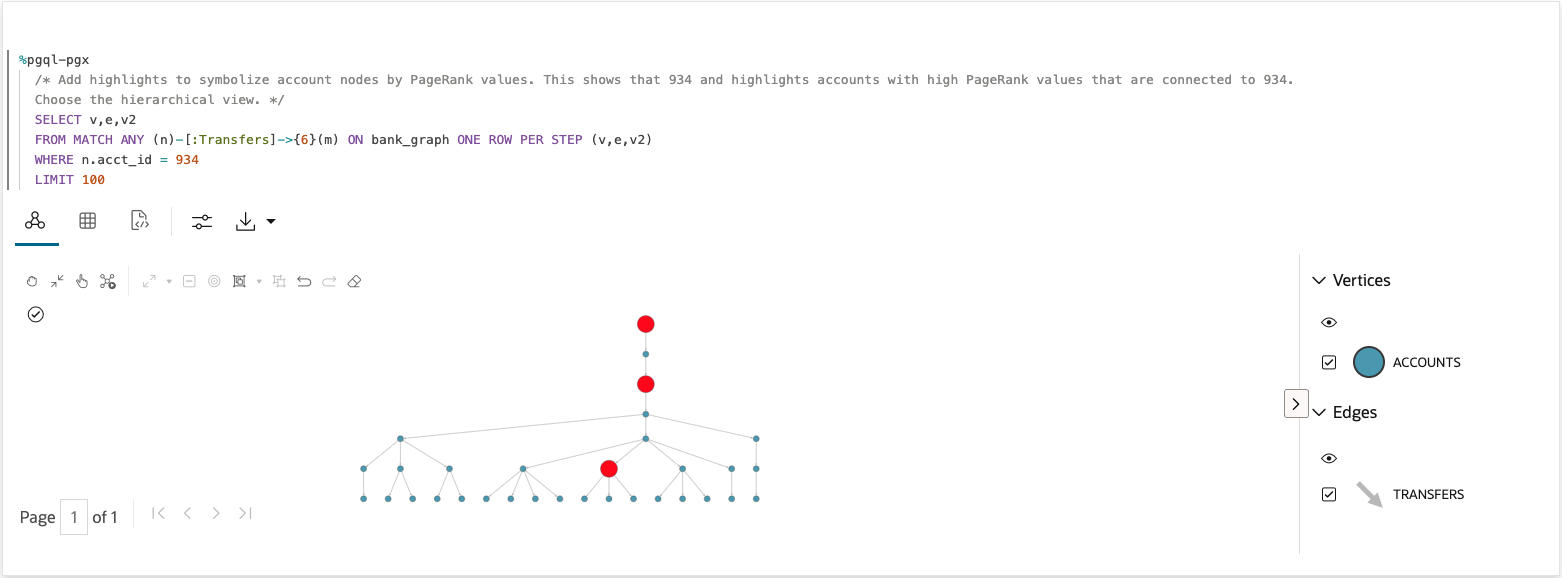 %pgql-pgx
/* Add highlights to symbolize account nodes by PageRank values. This shows that 934 and highlights accounts with high PageRank values that are connected to 934.
Choose the hierarchical view. */
SELECT v,e,v2
FROM MATCH ANY (n)-[:Transfers]->{6}(m) ON bank_graph ONE ROW PER STEP (v,e,v2)
WHERE n.acct_id = 934
LIMIT 100
Vertices
ACCOUNTS
Edges
TRANSFERS
Page 1 of 1